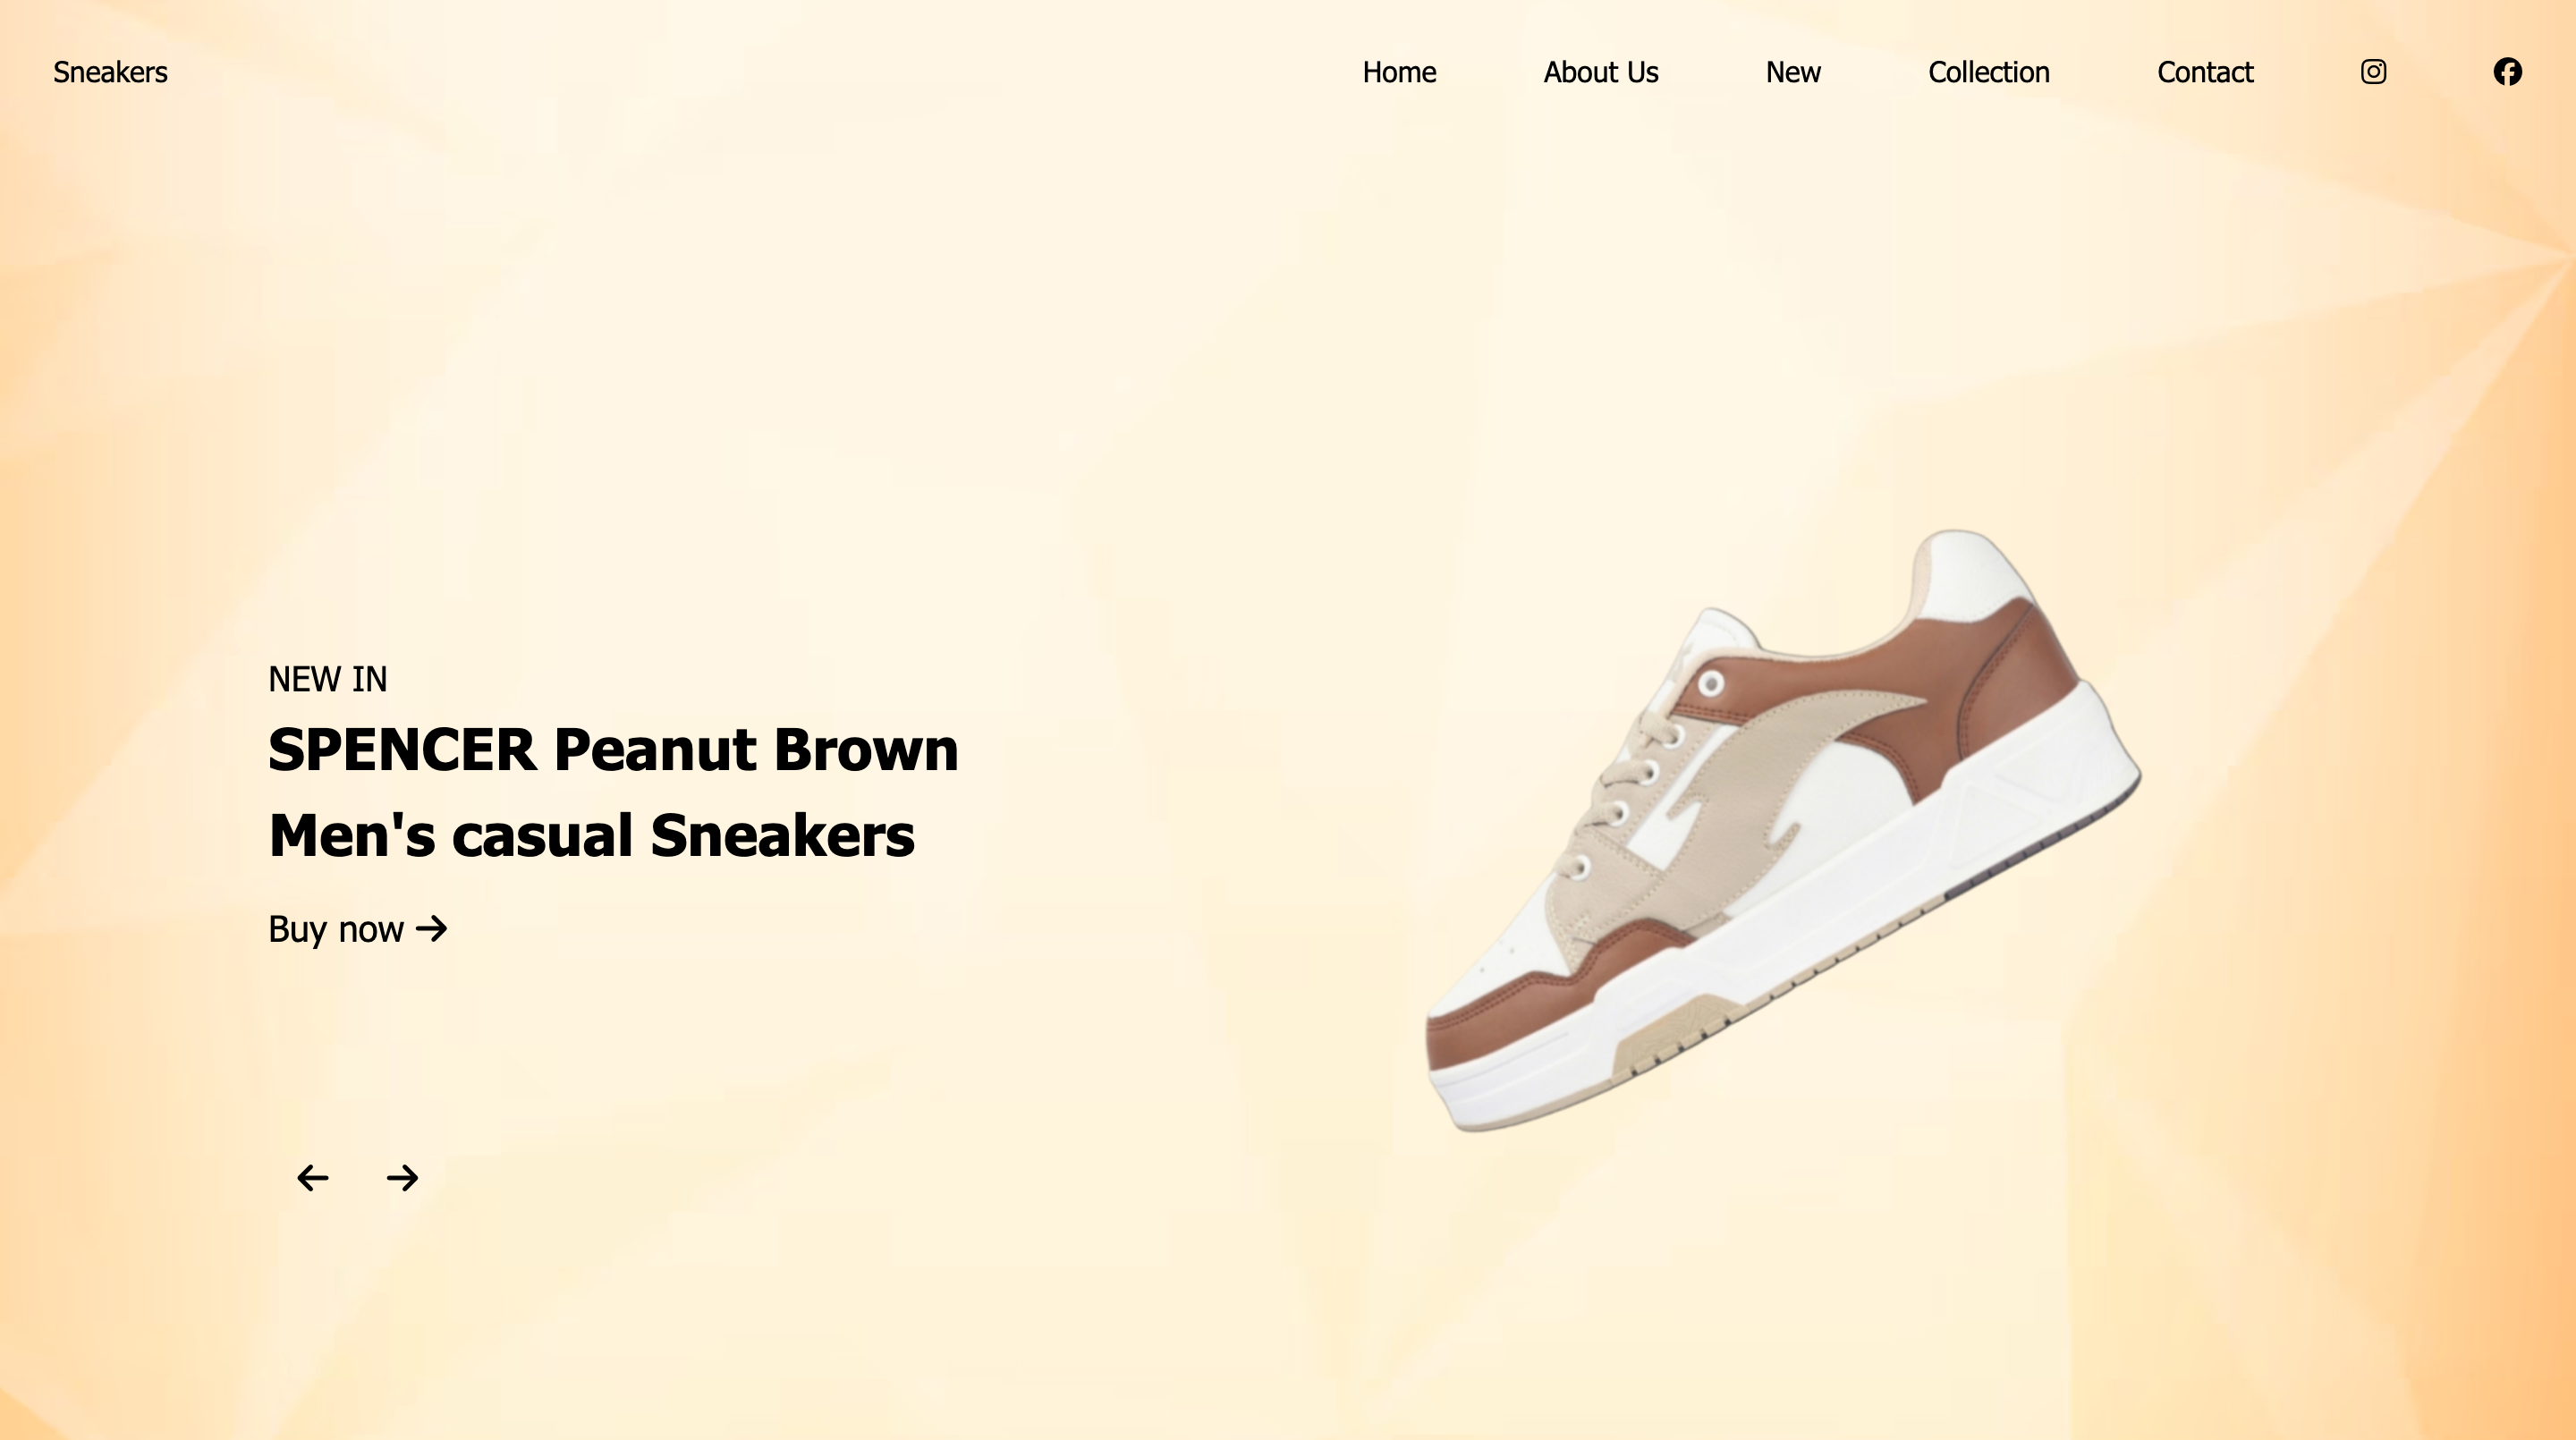 Sneakers
Home
About Us
New
Collection
Contact
NEW IN
SPENCER Peanut Brown
Men's casual Sneakers
Buy now